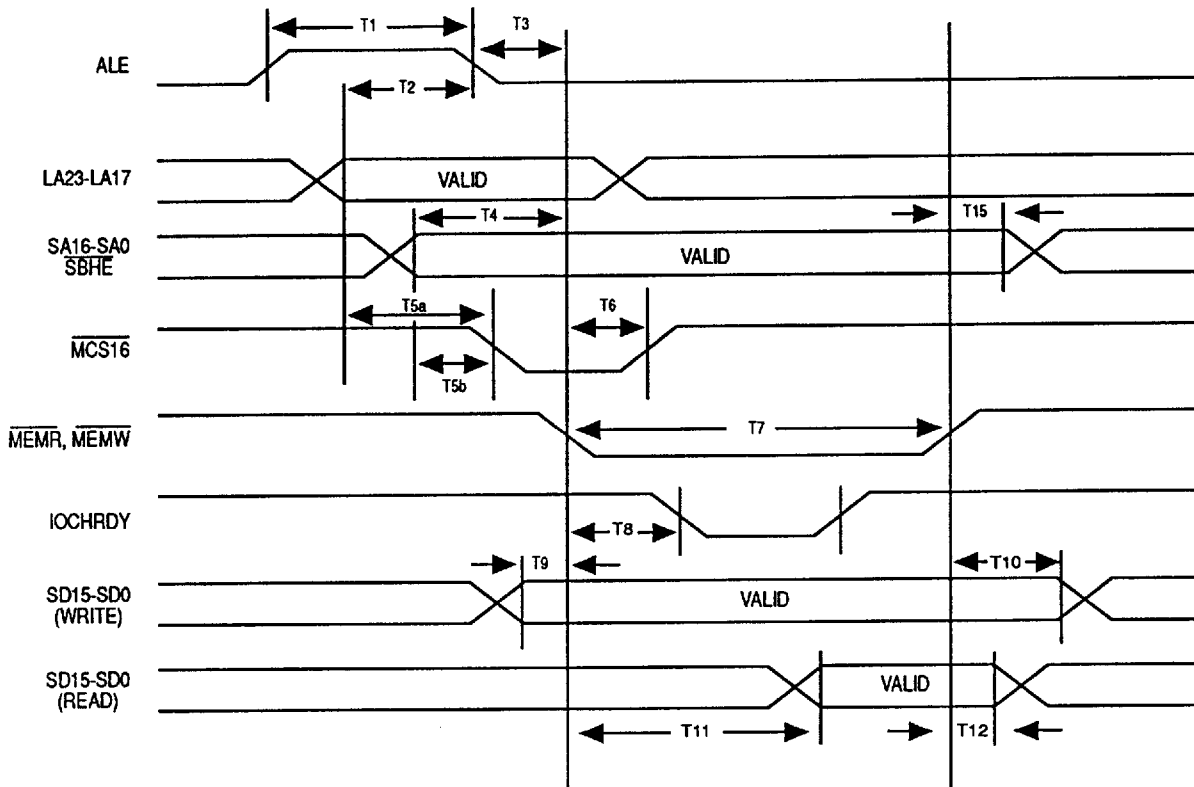 T1
T3
ALE
T2
LA23-LA17
VALID
T4
T15
SA16-SA0
SBHE
VALID
T5a
T6
MCS16
T5b
MEMR, MEMW
T7
IOCHRDY
T8
T9
T10
SD15-SD0
(WRITE)
VALID
SD15-SD0
(READ)
VALID
T11
T12